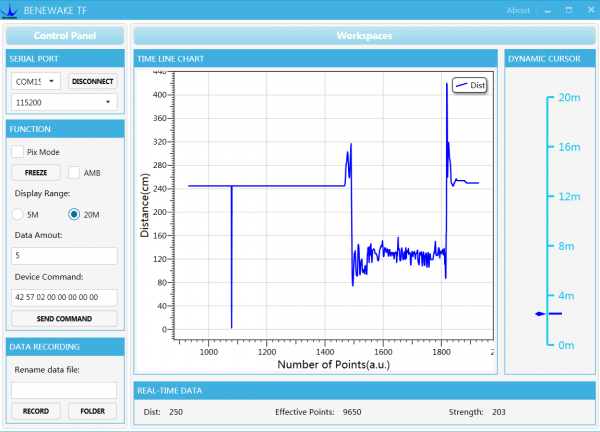 BENEWAKE TF
About
Control Panel
Workspaces
SERIAL PORT
COM15
DISCONNECT
115200
FUNCTION
Pix Mode
FREEZE
AMB
Display Range:
5M
20M
Data Amout:
5
Device Command:
42 57 02 00 00 00 00 00
SEND COMMAND
DATA RECORDING
Rename data file:
RECORD
FOLDER
TIME LINE CHART
Dist
Distance(cm)
440
400
360
320
280
240
200
160
120
80
40
0
1000
1200
1400
1600
1800
2000
Number of Points(a.u.)
DYNAMIC CURSOR
20m
16m
12m
8m
4m
0m
REAL-TIME DATA
Dist: 250
Effective Points: 9650
Strength: 203